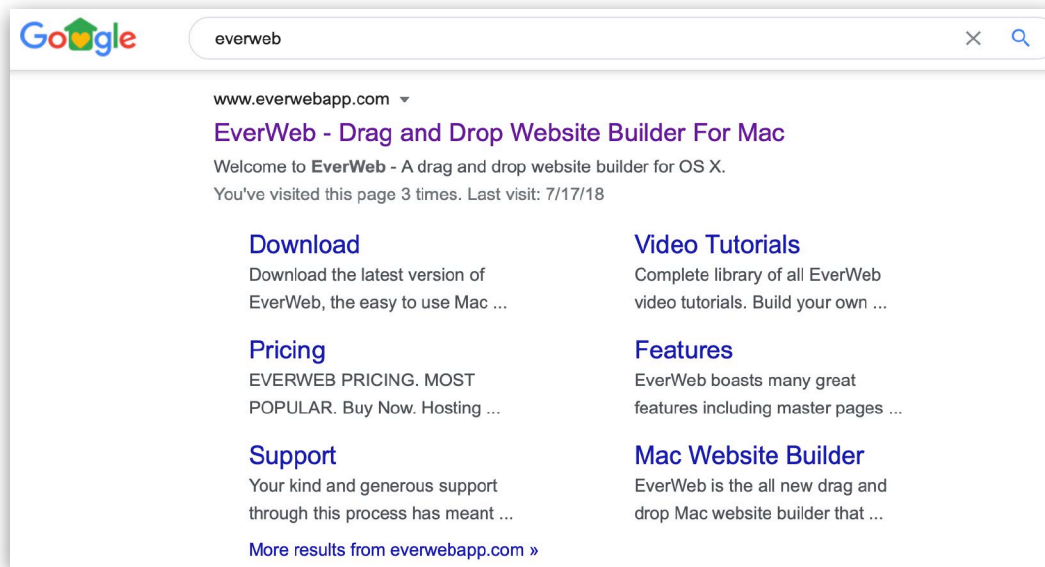 Google
everweb
www.everwebapp.com
EverWeb - Drag and Drop Website Builder For Mac
Welcome to EverWeb - A drag and drop website builder for OS X.
You've visited this page 3 times. Last visit: 7/17/18
Download
Download the latest version of
EverWeb, the easy to use Mac ...
Video Tutorials
Complete library of all EverWeb
video tutorials. Build your own ...
Pricing
EVERWEB PRICING. MOST
POPULAR. Buy Now. Hosting ...
Features
EverWeb boasts many great
features including master pages ...
Support
Your kind and generous support
through this process has meant ...
Mac Website Builder
EverWeb is the all new drag and
drop Mac website builder that ...
More results from everwebapp.com »